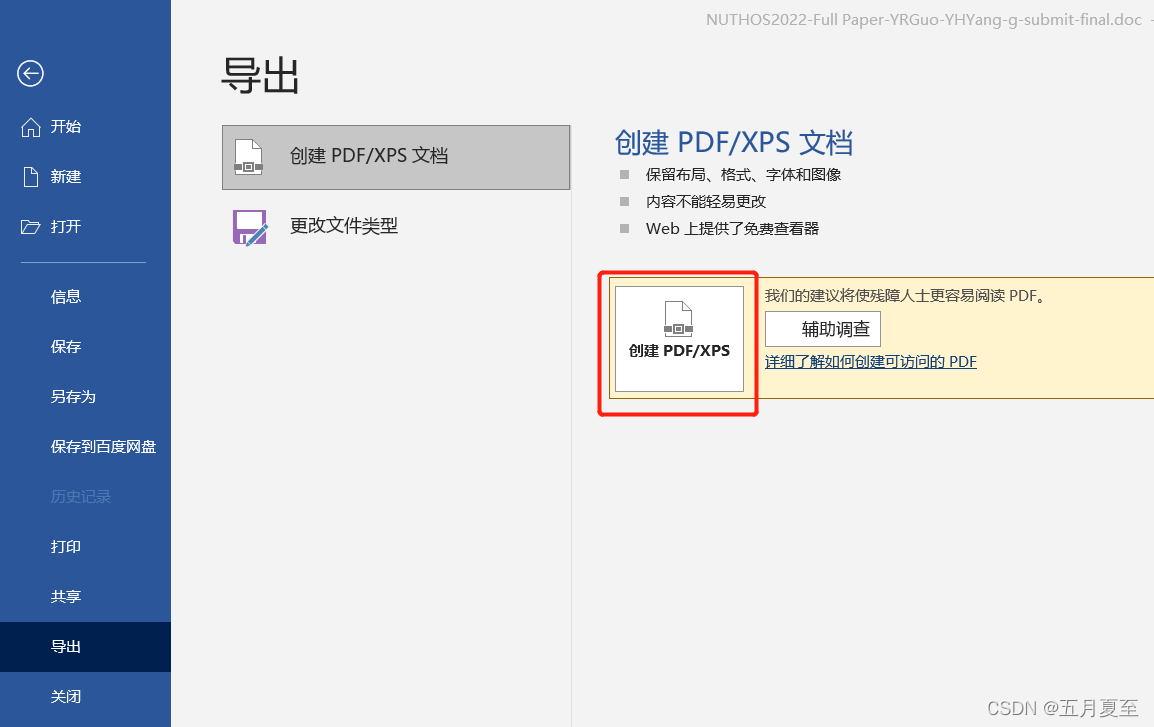 NUTHOS2022-Full Paper-YRGuo-YHYang-g-submit-final.doc -
开始
新建
打开
信息
保存
另存为
保存到百度网盘
历史记录
打印
共享
导出
关闭
导出
创建 PDF/XPS 文档
更改文件类型
创建 PDF/XPS 文档
保留布局、格式、字体和图像
内容不能轻易更改
Web 上提供了免费查看器
创建 PDF/XPS
我们的建议将使残障人士更容易阅读 PDF。
辅助调查
详细了解如何创建可访问的 PDF
CSDN @五月夏至